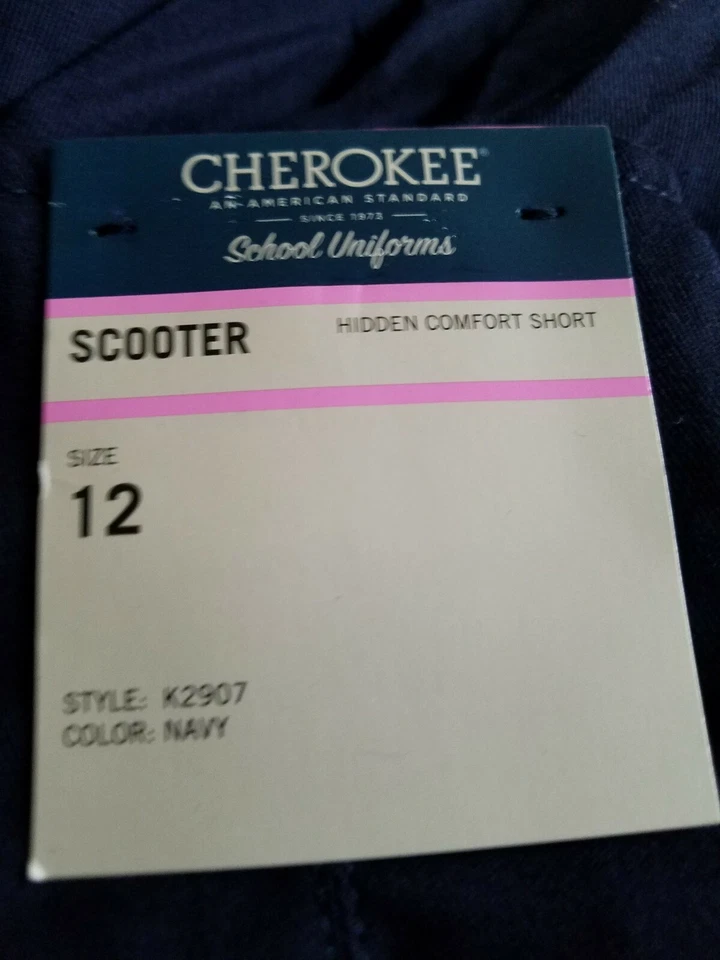 CHEROKEE®
AN AMERICAN STANDARD
SINCE 1973
School Uniforms
SCOOTER
HIDDEN COMFORT SHORT
SIZE
12
STYLE: K2907
COLOR: NAVY